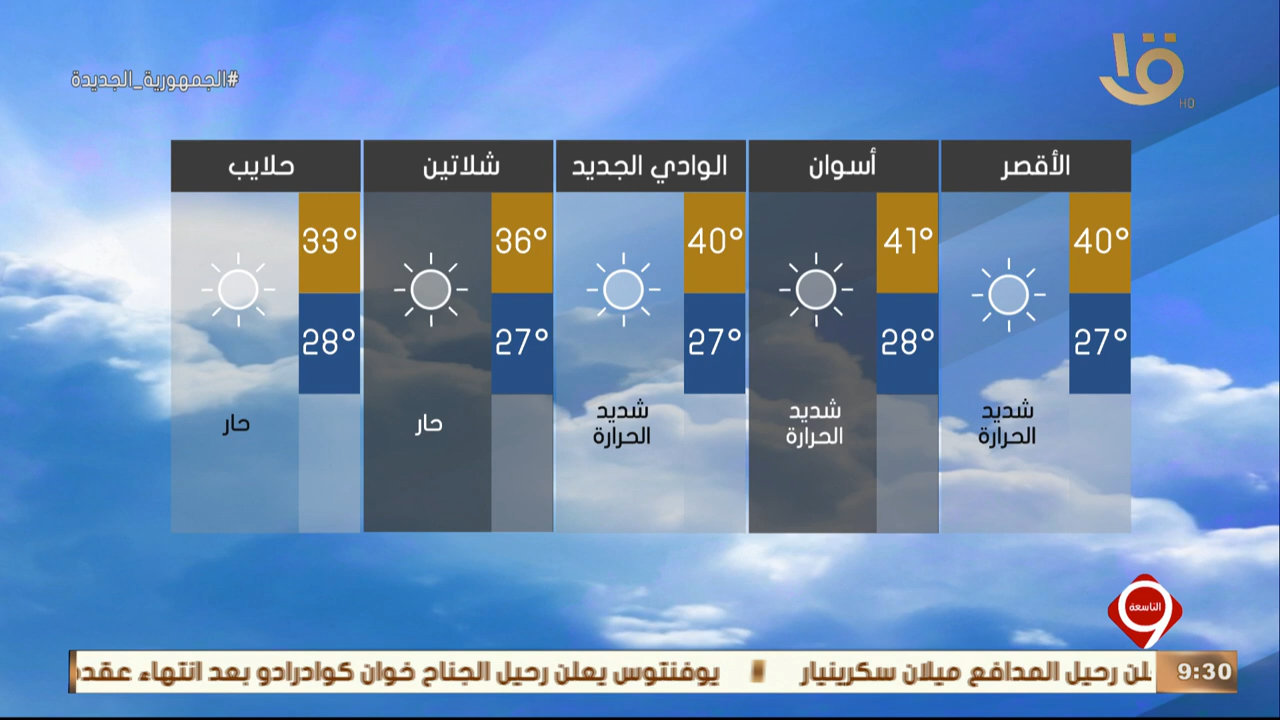 #الجمهورية_الجديدة
HD
الأقصر
40°
27°
شديد
الحرارة
أسوان
41°
28°
شديد
الحرارة
الوادي الجديد
40°
27°
شديد
الحرارة
شلاتين
36°
27°
حار
حلايب
33°
28°
حار
التاسعة
9
9:30
لن رحيل المدافع ميلان سكرينيار
يوفنتوس يعلن رحيل الجناح خوان كوادرادو بعد انتهاء عقده